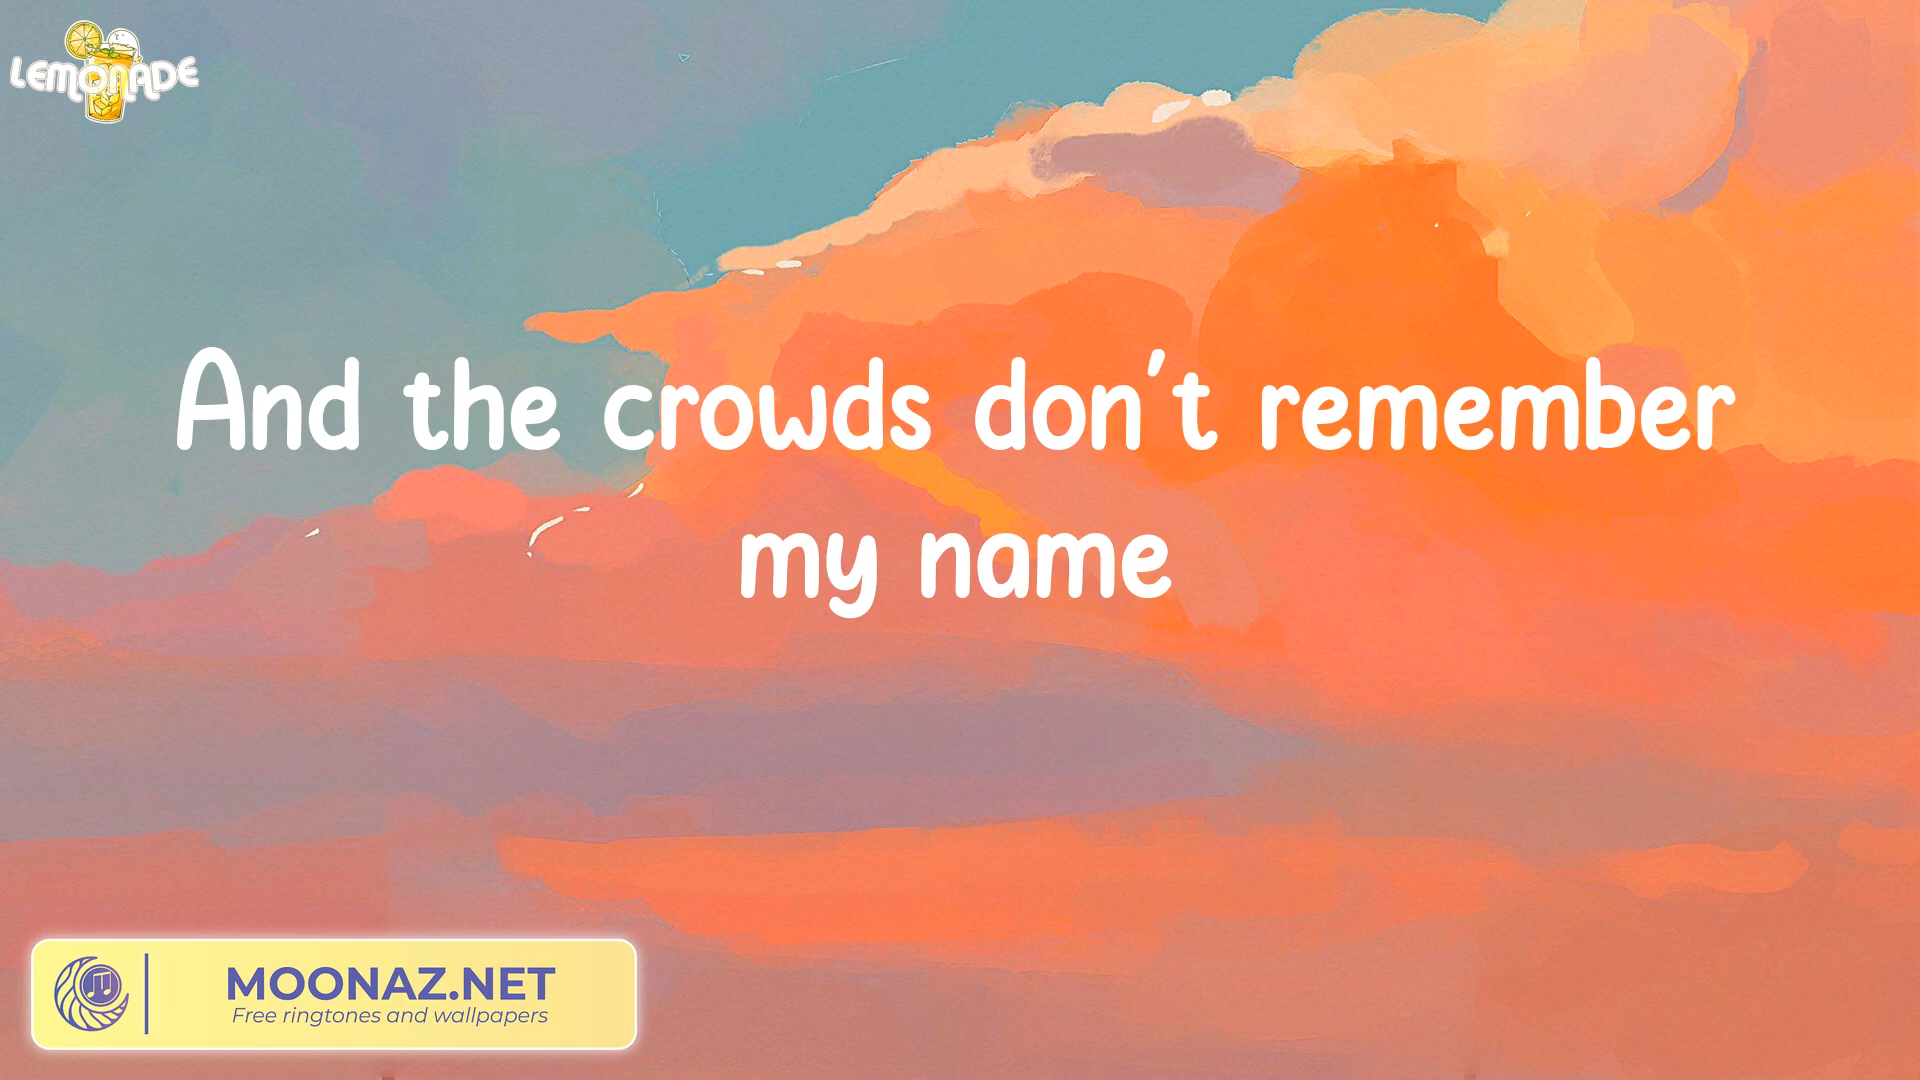 LEMONADE
And the crowds don't remember
my name
MOONAZ.NET
Free ringtones and wallpapers